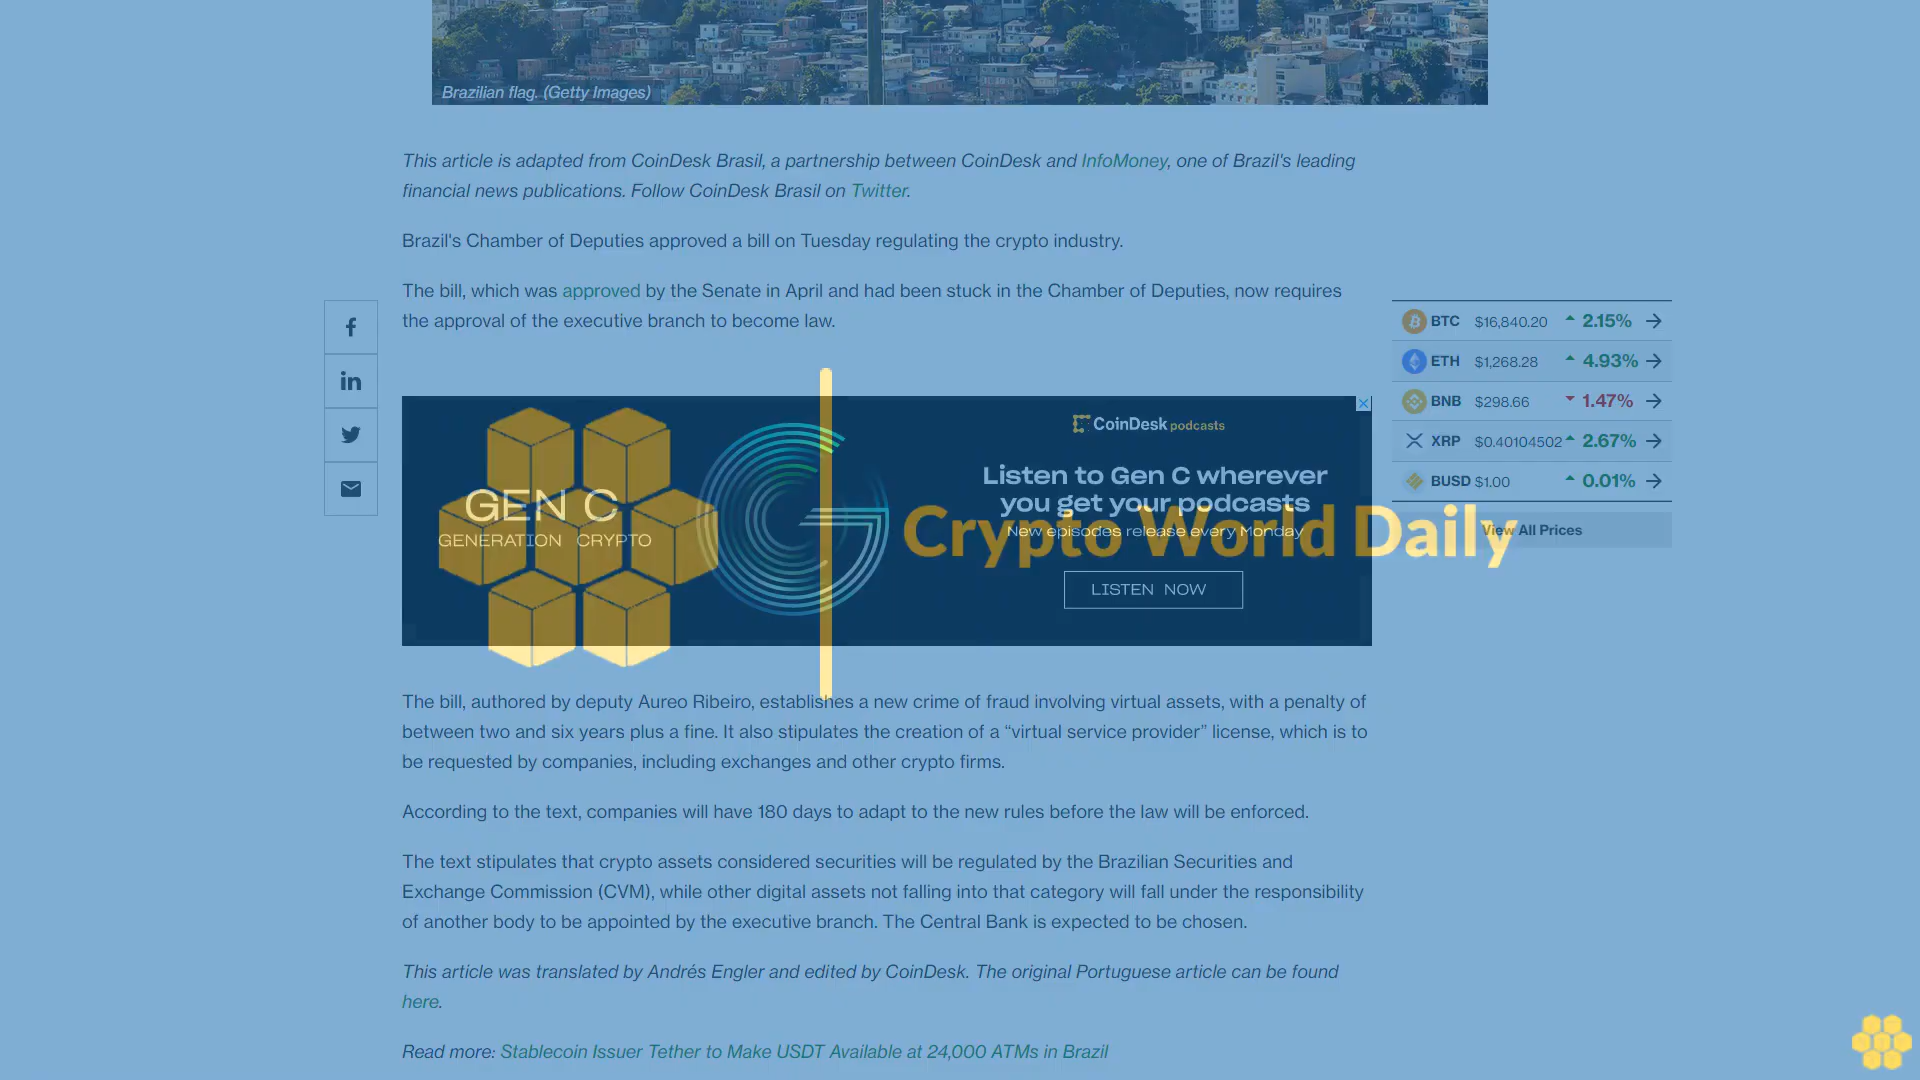 Brazilian flag. (Getty Images)
This article is adapted from CoinDesk Brasil, a partnership between CoinDesk and InfoMoney, one of Brazil's leading
financial news publications. Follow CoinDesk Brasil on Twitter.
Brazil's Chamber of Deputies approved a bill on Tuesday regulating the crypto industry.
The bill, which was approved by the Senate in April and had been stuck in the Chamber of Deputies, now requires
the approval of the executive branch to become law.
BTC $16,840.20 2.15%
ETH $1,268.28 4.93%
BNB $298.66 1.47%
XRP $0.40104502 2.67%
BUSD $1.00 0.01%
View All Prices
GEN C
GENERATION CRYPTO
CoinDesk podcasts
Listen to Gen C wherever
you get your podcasts
New episodes release every Monday
LISTEN NOW
Crypto World Daily
The bill, authored by deputy Aureo Ribeiro, establishes a new crime of fraud involving virtual assets, with a penalty of
between two and six years plus a fine. It also stipulates the creation of a “virtual service provider” license, which is to
be requested by companies, including exchanges and other crypto firms.
According to the text, companies will have 180 days to adapt to the new rules before the law will be enforced.
The text stipulates that crypto assets considered securities will be regulated by the Brazilian Securities and
Exchange Commission (CVM), while other digital assets not falling into that category will fall under the responsibility
of another body to be appointed by the executive branch. The Central Bank is expected to be chosen.
This article was translated by Andrés Engler and edited by CoinDesk. The original Portuguese article can be found
here.
Read more: Stablecoin Issuer Tether to Make USDT Available at 24,000 ATMs in Brazil